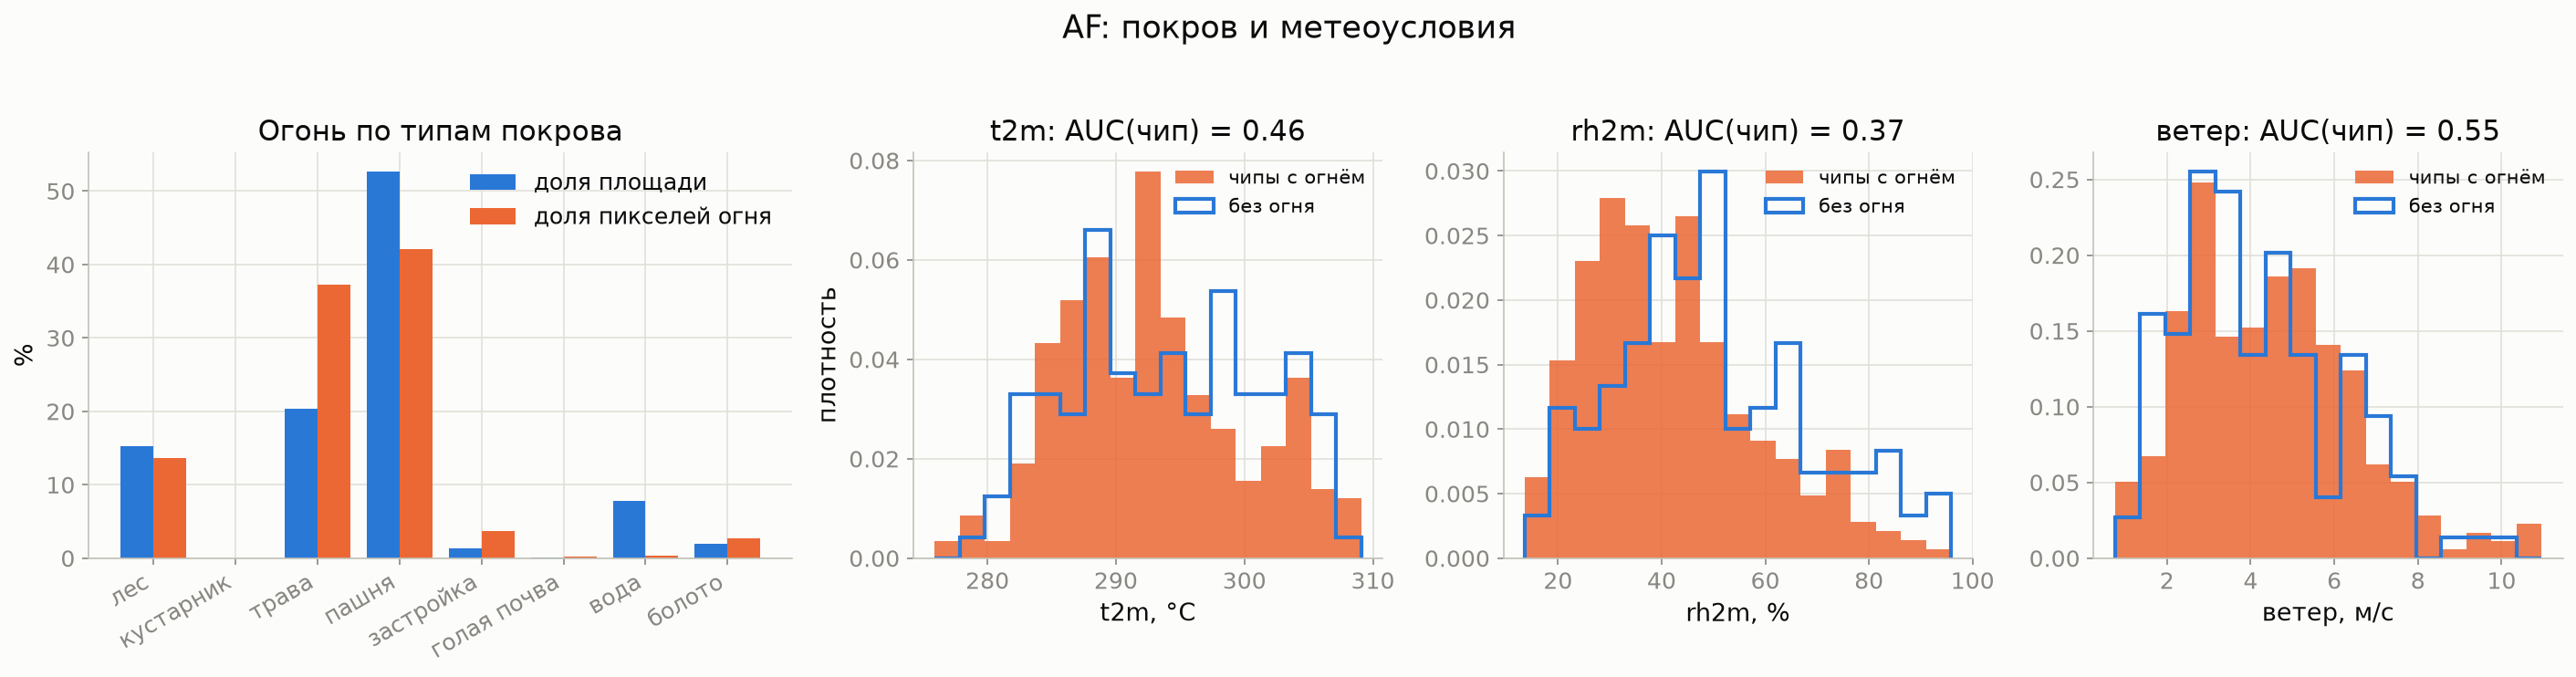 AF: покров и метеоусловия
Огонь по типам покрова
%
50
40
30
20
10
0
доля площади
доля пикселей огня
лес
кустарник
трава
пашня
застройка
голая почва
вода
болото
t2m: AUC(чип) = 0.46
плотность
0.08
0.06
0.04
0.02
0.00
чипы с огнём
без огня
280 290 300 310
t2m, °C
rh2m: AUC(чип) = 0.37
0.030
0.025
0.020
0.015
0.010
0.005
0.000
чипы с огнём
без огня
20 40 60 80 100
rh2m, %
ветер: AUC(чип) = 0.55
0.25
0.20
0.15
0.10
0.05
0.00
чипы с огнём
без огня
2 4 6 8 10
ветер, м/с